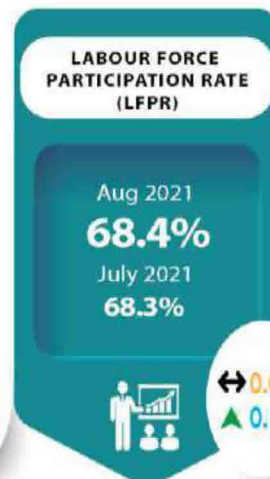 LABOUR FORCE
PARTICIPATION RATE
(LFPR)
Aug 2021
68.4%
July 2021
68.3%